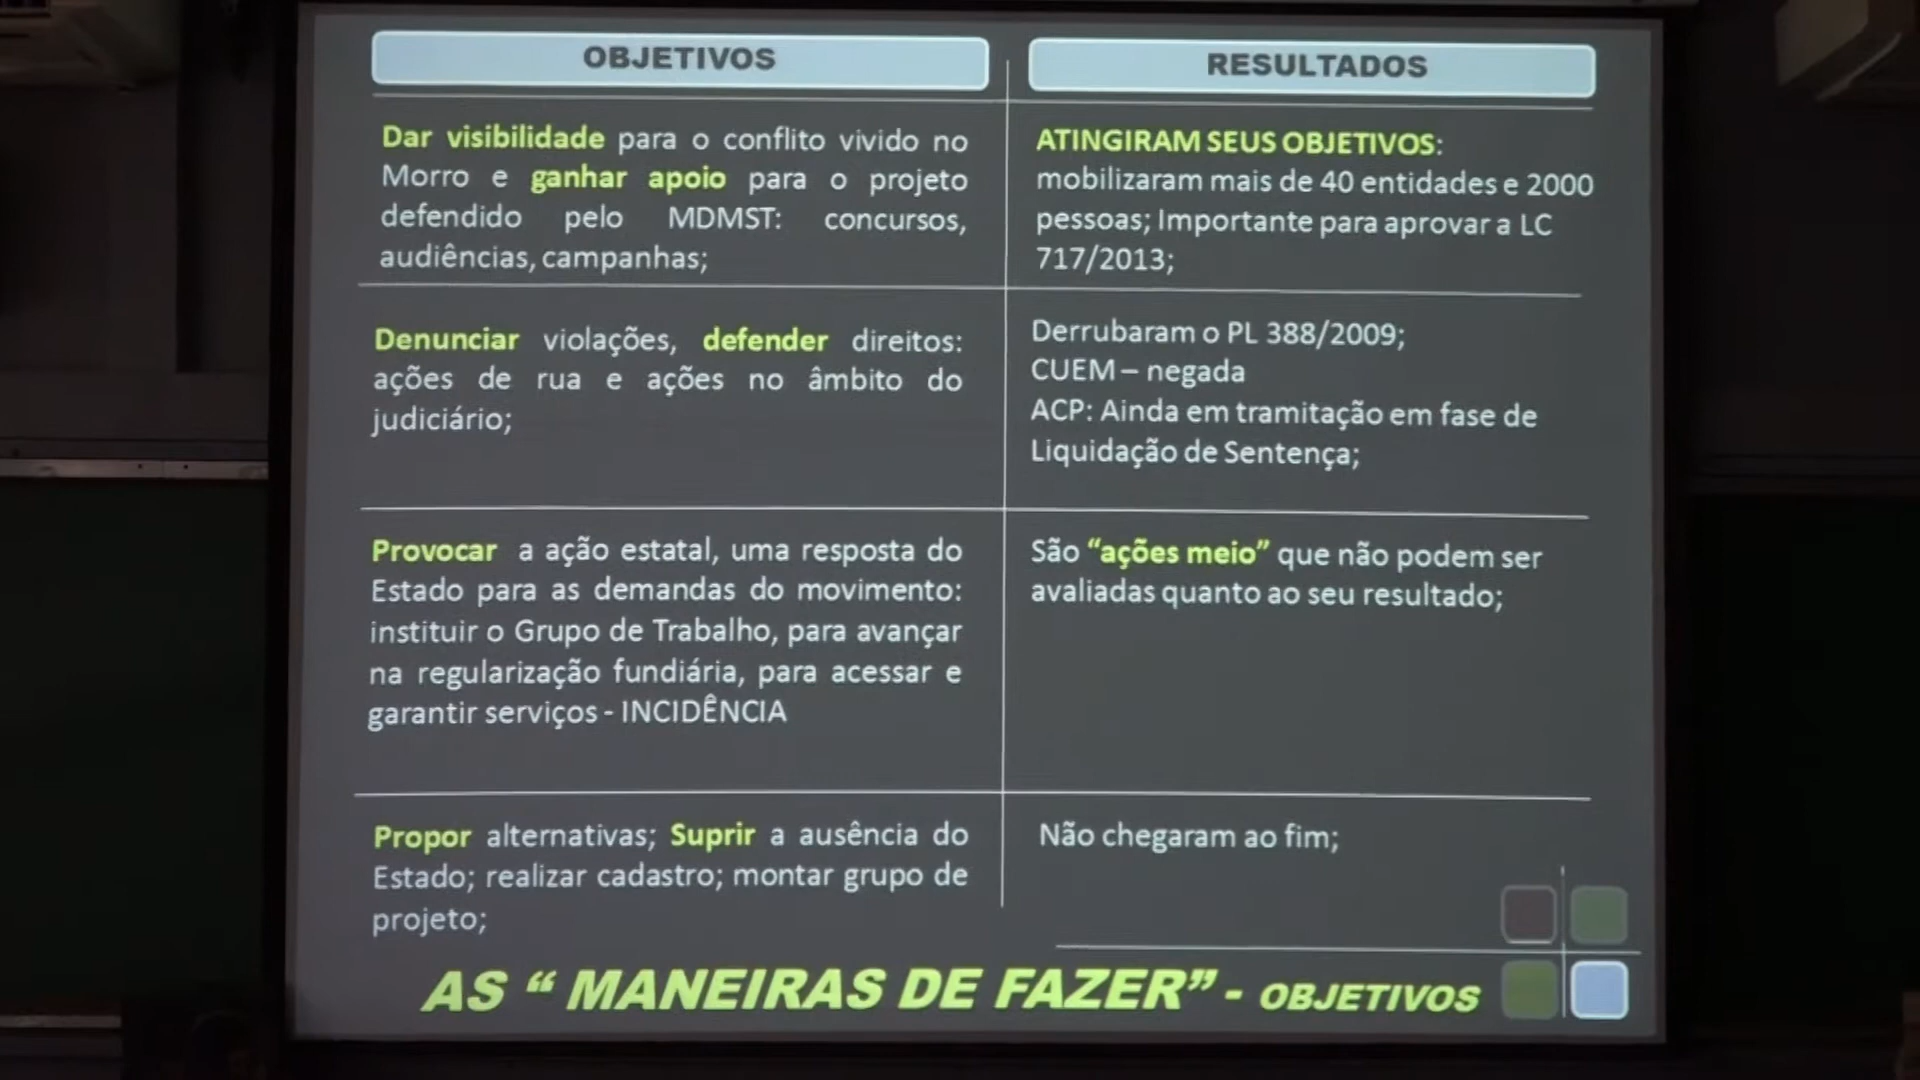 OBJETIVOS
RESULTADOS
Dar visibilidade para o conflito vivido no
Morro e ganhar apoio para o projeto
defendido pelo MDMST: concursos,
audiências, campanhas;
ATINGIRAM SEUS OBJETIVOS:
mobilizaram mais de 40 entidades e 2000
pessoas; Importante para aprovar a LC
717/2013;
Denunciar violações, defender direitos:
ações de rua e ações no âmbito do
judiciário;
Derrubaram o PL 388/2009;
CUEM – negada
ACP: Ainda em tramitação em fase de
Liquidação de Sentença;
Provocar a ação estatal, uma resposta do
Estado para as demandas do movimento:
instituir o Grupo de Trabalho, para avançar
na regularização fundiária, para acessar e
garantir serviços - INCIDÊNCIA
São “ações meio” que não podem ser
avaliadas quanto ao seu resultado;
Propor alternativas; Suprir a ausência do
Estado; realizar cadastro; montar grupo de
projeto;
Não chegaram ao fim;
AS “ MANEIRAS DE FAZER” - OBJETIVOS